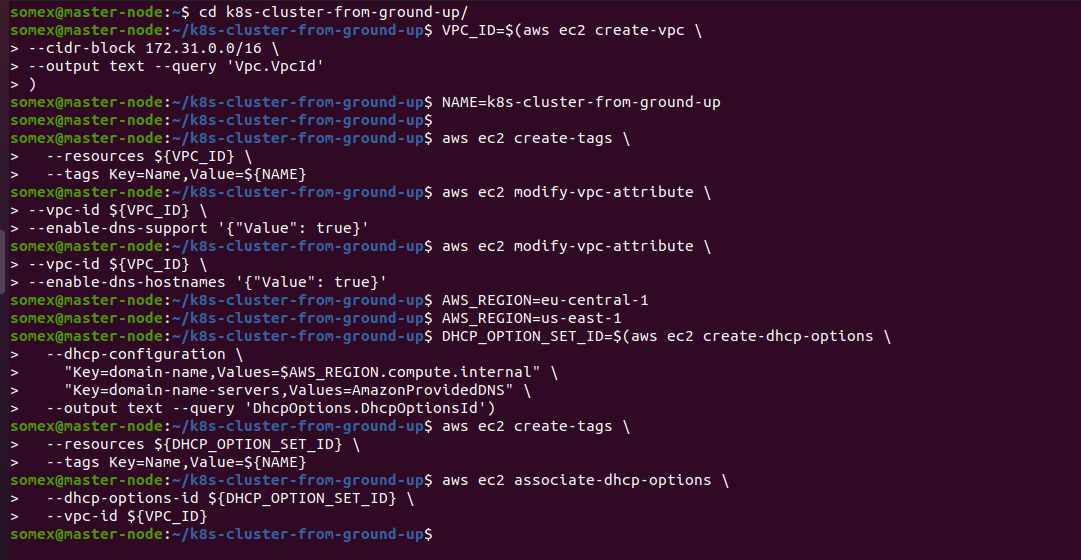 somex@master-node:~$ cd k8s-cluster-from-ground-up/
somex@master-node:~/k8s-cluster-from-ground-up$ VPC_ID=$(aws ec2 create-vpc \
> --cidr-block 172.31.0.0/16 \
> --output text --query 'Vpc.VpcId'
> )
somex@master-node:~/k8s-cluster-from-ground-up$ NAME=k8s-cluster-from-ground-up
somex@master-node:~/k8s-cluster-from-ground-up$
somex@master-node:~/k8s-cluster-from-ground-up$ aws ec2 create-tags \
>   --resources ${VPC_ID} \
>   --tags Key=Name,Value=${NAME}
somex@master-node:~/k8s-cluster-from-ground-up$ aws ec2 modify-vpc-attribute \
> --vpc-id ${VPC_ID} \
> --enable-dns-support '{"Value": true}'
somex@master-node:~/k8s-cluster-from-ground-up$ aws ec2 modify-vpc-attribute \
> --vpc-id ${VPC_ID} \
> --enable-dns-hostnames '{"Value": true}'
somex@master-node:~/k8s-cluster-from-ground-up$ AWS_REGION=eu-central-1
somex@master-node:~/k8s-cluster-from-ground-up$ AWS_REGION=us-east-1
somex@master-node:~/k8s-cluster-from-ground-up$ DHCP_OPTION_SET_ID=$(aws ec2 create-dhcp-options \
>   --dhcp-configuration \
>     "Key=domain-name,Values=$AWS_REGION.compute.internal" \
>     "Key=domain-name-servers,Values=AmazonProvidedDNS" \
>   --output text --query 'DhcpOptions.DhcpOptionsId')
somex@master-node:~/k8s-cluster-from-ground-up$ aws ec2 create-tags \
>   --resources ${DHCP_OPTION_SET_ID} \
>   --tags Key=Name,Value=${NAME}
somex@master-node:~/k8s-cluster-from-ground-up$ aws ec2 associate-dhcp-options \
>   --dhcp-options-id ${DHCP_OPTION_SET_ID} \
>   --vpc-id ${VPC_ID}
somex@master-node:~/k8s-cluster-from-ground-up$